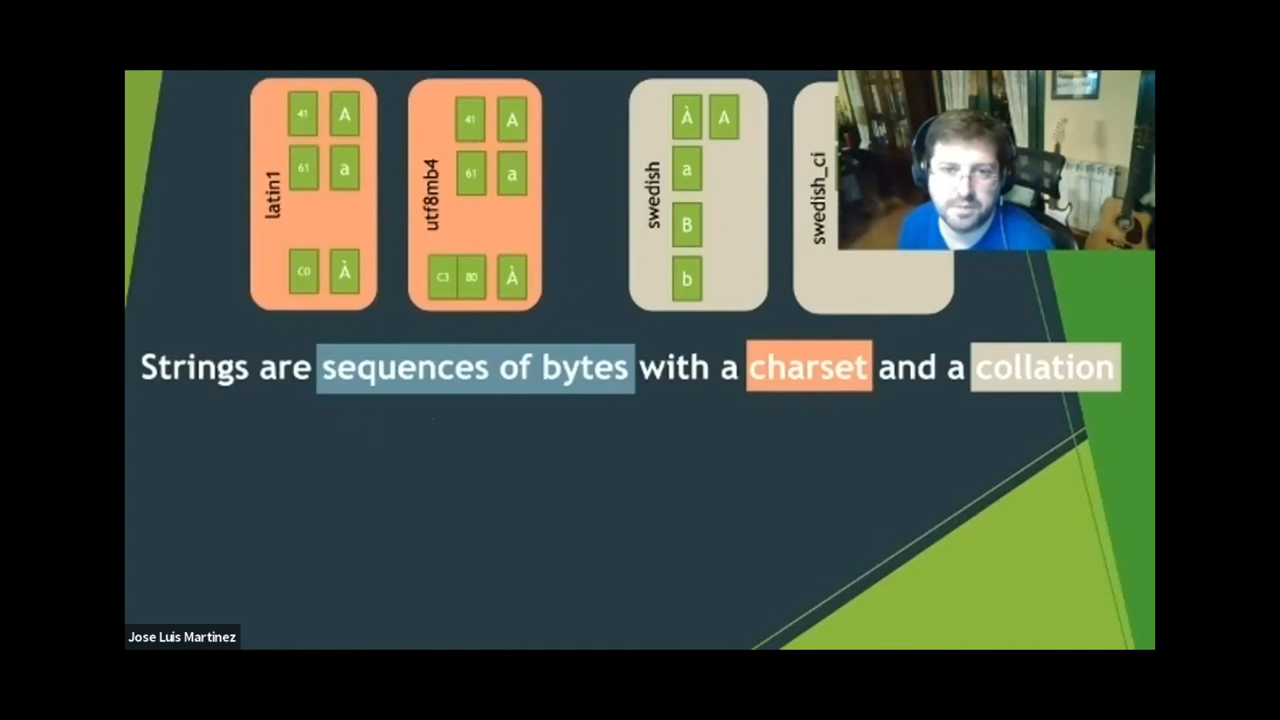 latin1
41 A
61 a
C0 À
utf8mb4
41 A
61 a
C3 80 À
swedish
À A
a
B
b
swedish_ci
Strings are sequences of bytes with a charset and a collation
Jose Luis Martinez